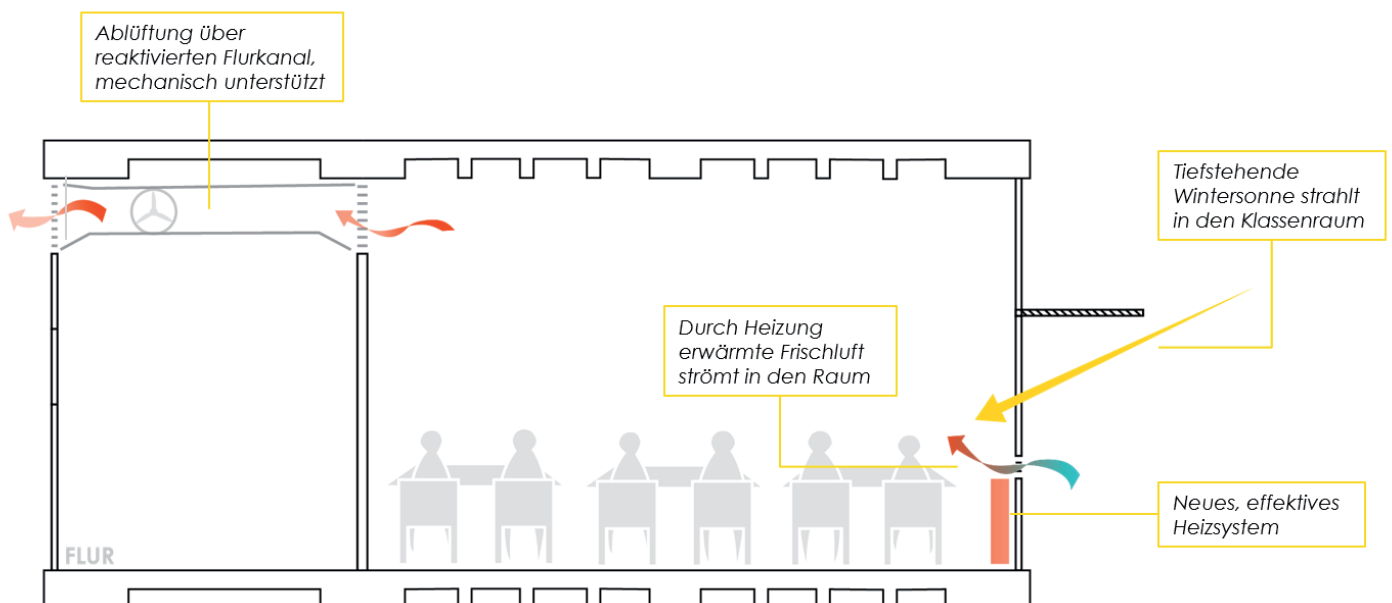 Ablüftung über
reaktivierten Flurkanal,
mechanisch unterstützt
Tiefstehende
Wintersonne strahlt
in den Klassenraum
Durch Heizung
erwärmte Frischluft
strömt in den Raum
Neues, effektives
Heizsystem
FLUR